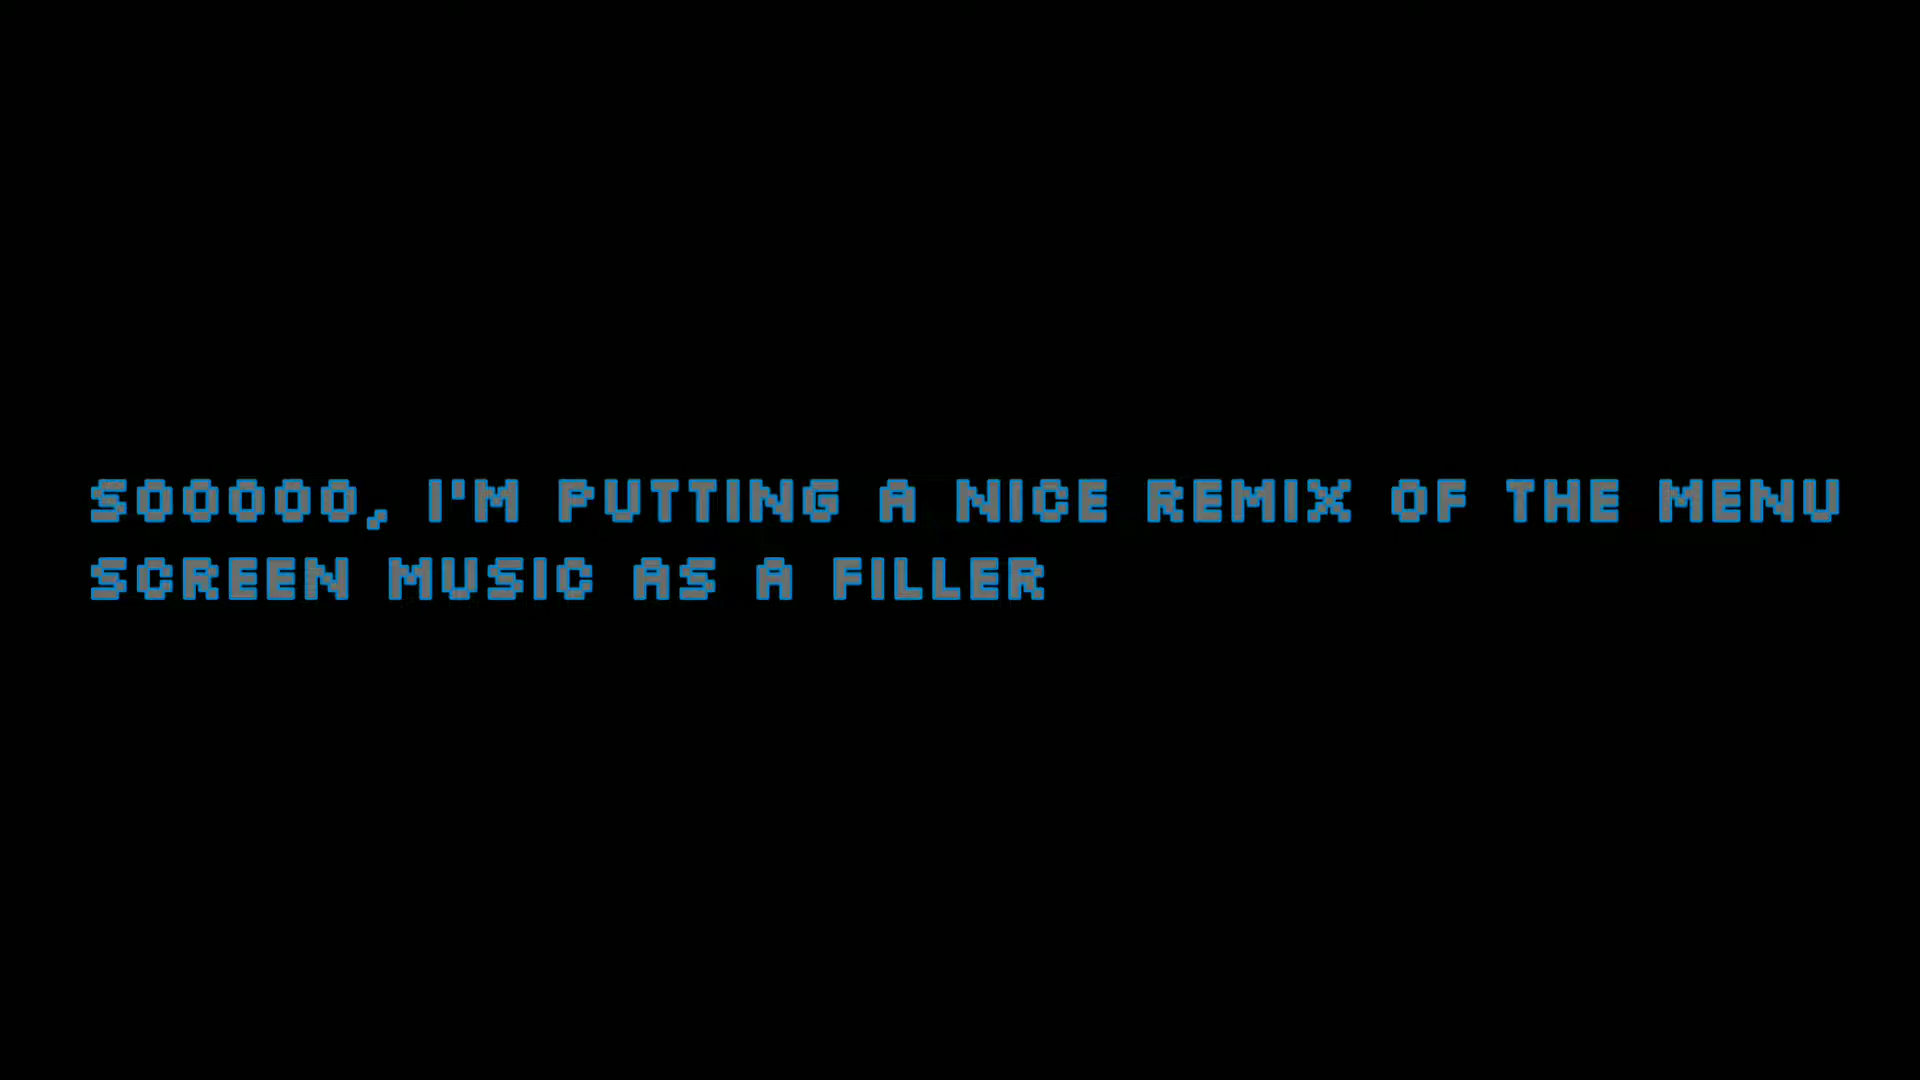 SOOOOO, I'M PUTTING A NICE REMIX OF THE MENU
SCREEN MUSIC AS A FILLER